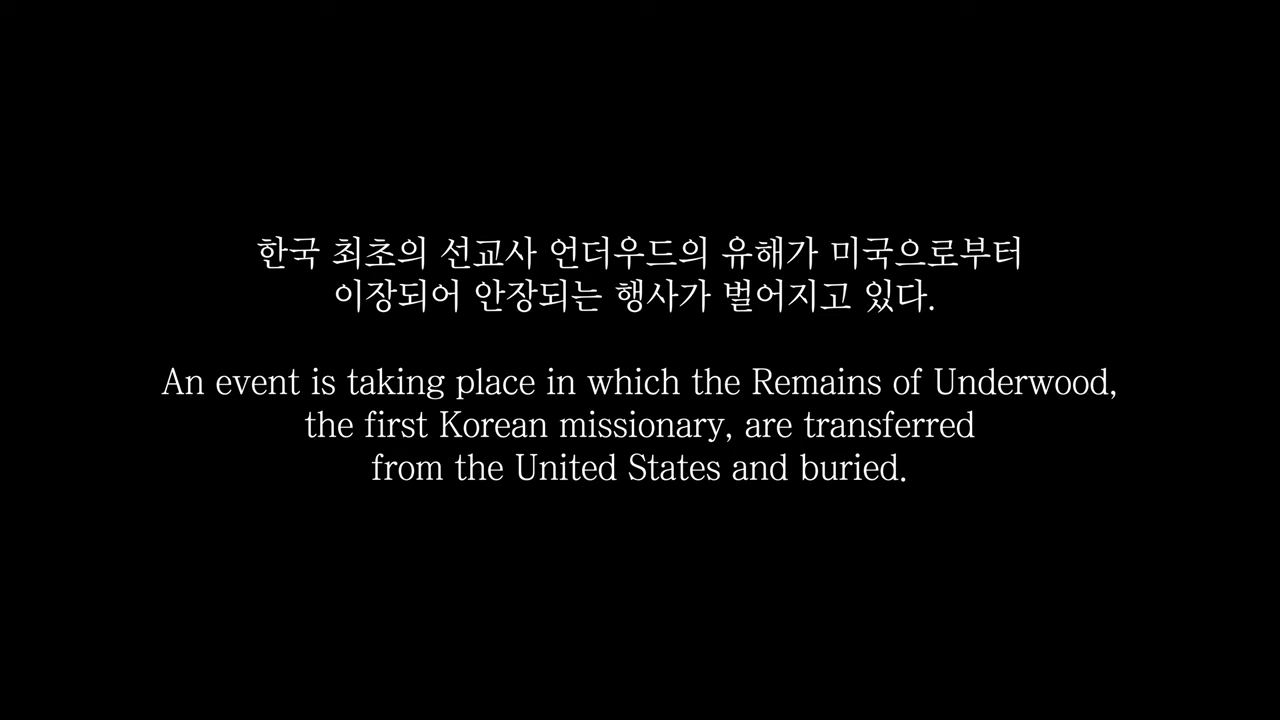 한국 최초의 선교사 언더우드의 유해가 미국으로부터
이장되어 안장되는 행사가 벌어지고 있다.
An event is taking place in which the Remains of Underwood,
the first Korean missionary, are transferred
from the United States and buried.